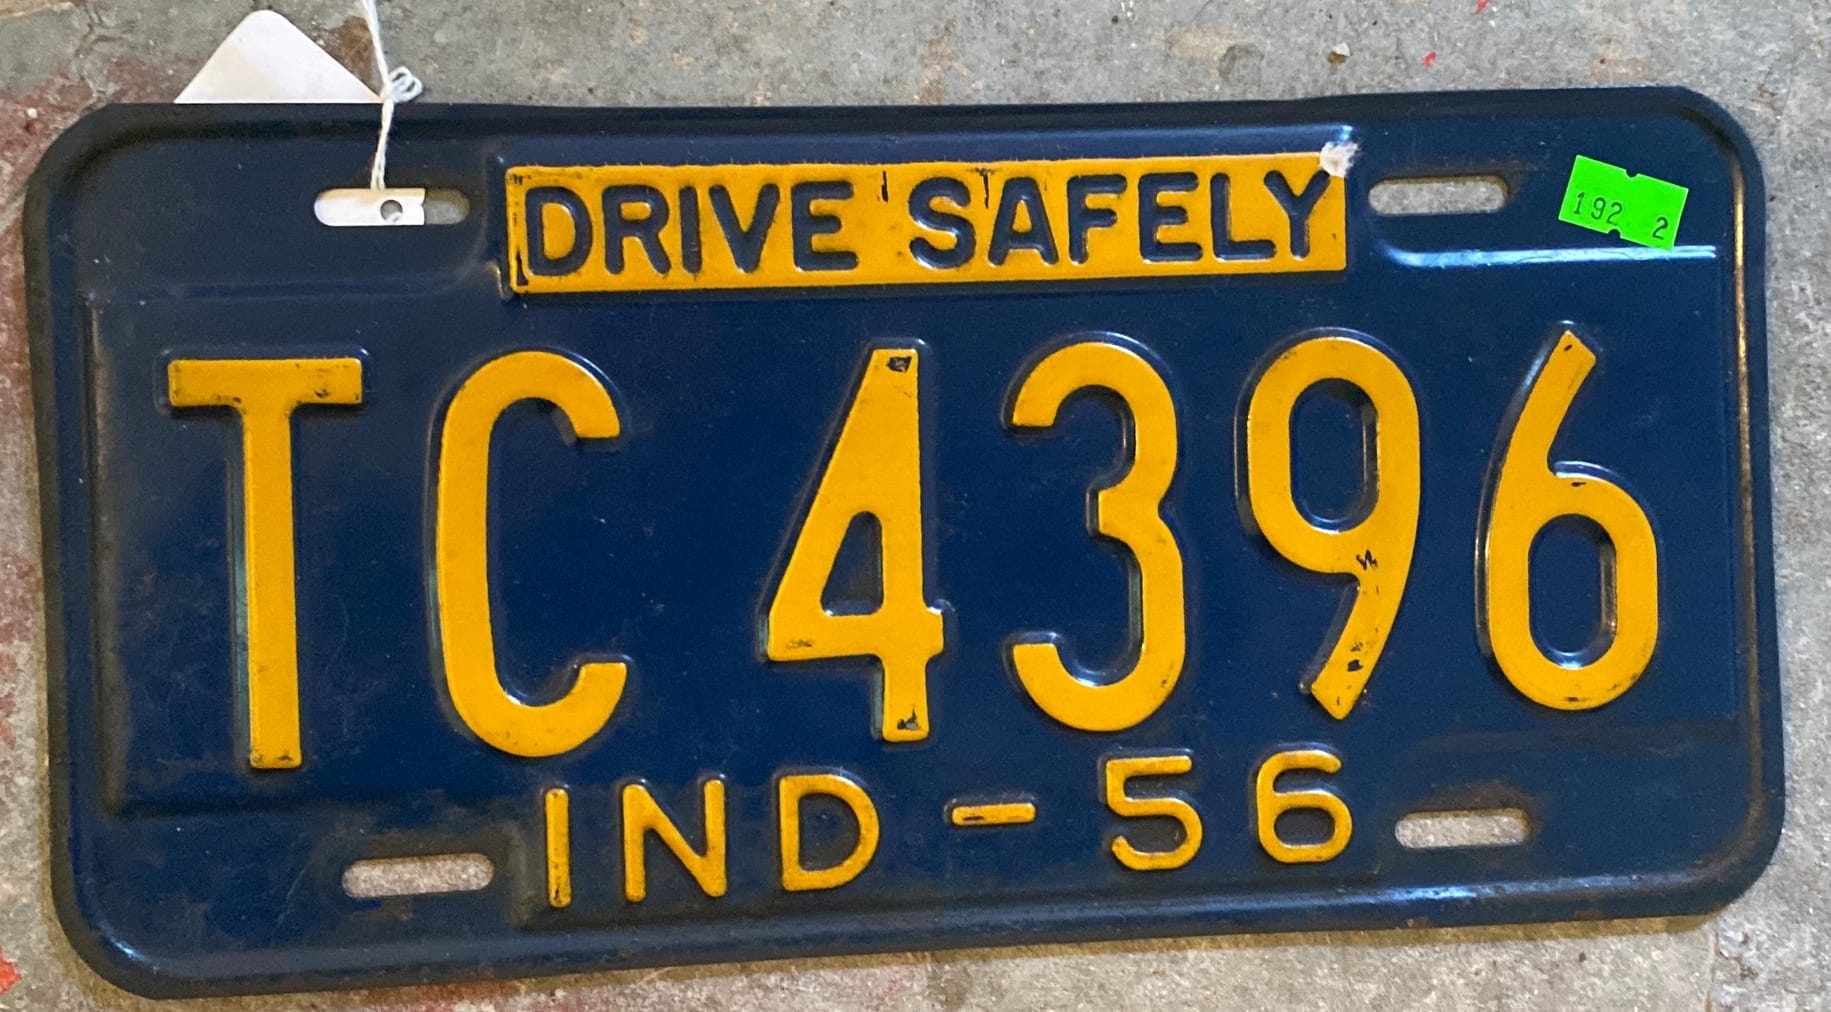 DRIVE SAFELY
192 2
TC 4396
IND-56